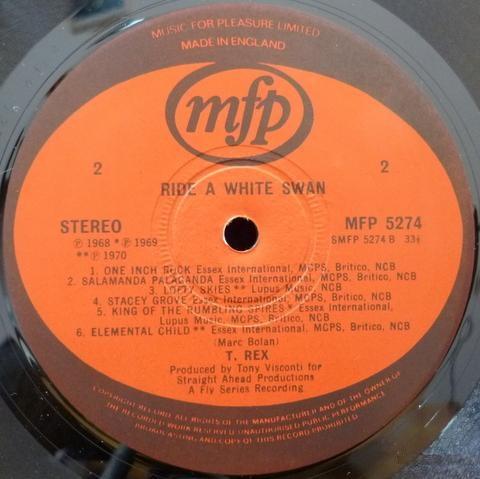 MUSIC FOR PLEASURE LIMITED
MADE IN ENGLAND
mfp
2
2
RIDE A WHITE SWAN
STEREO
MFP 5274
℗ 1968 * ℗ 1969
SMFP 5274 B 33⅓
** ℗ 1970
1. ONE INCH ROCK Essex International, MCPS, Britico, NCB
2. SALAMANDA PALAGANDA Essex International, MCPS, Britico, NCB
3. LOFTY SKIES ** Lupus Music, NCB
4. STACEY GROVE Essex International, MCPS, Britico, NCB
5. KING OF THE RUMBLING SPIRES * Essex International,
Lupus Music, MCPS, Britico, NCB
6. ELEMENTAL CHILD ** Essex International, MCPS, Britico, NCB
(Marc Bolan)
T. REX
Produced by Tony Visconti for
Straight Ahead Productions
A Fly Series Recording
COPYRIGHT RECORD. ALL RIGHTS OF THE MANUFACTURER AND OF THE OWNER OF
THE RECORDED WORK RESERVED UNAUTHORISED PUBLIC PERFORMANCE,
BROADCASTING AND COPY OF THIS RECORD PROHIBITED